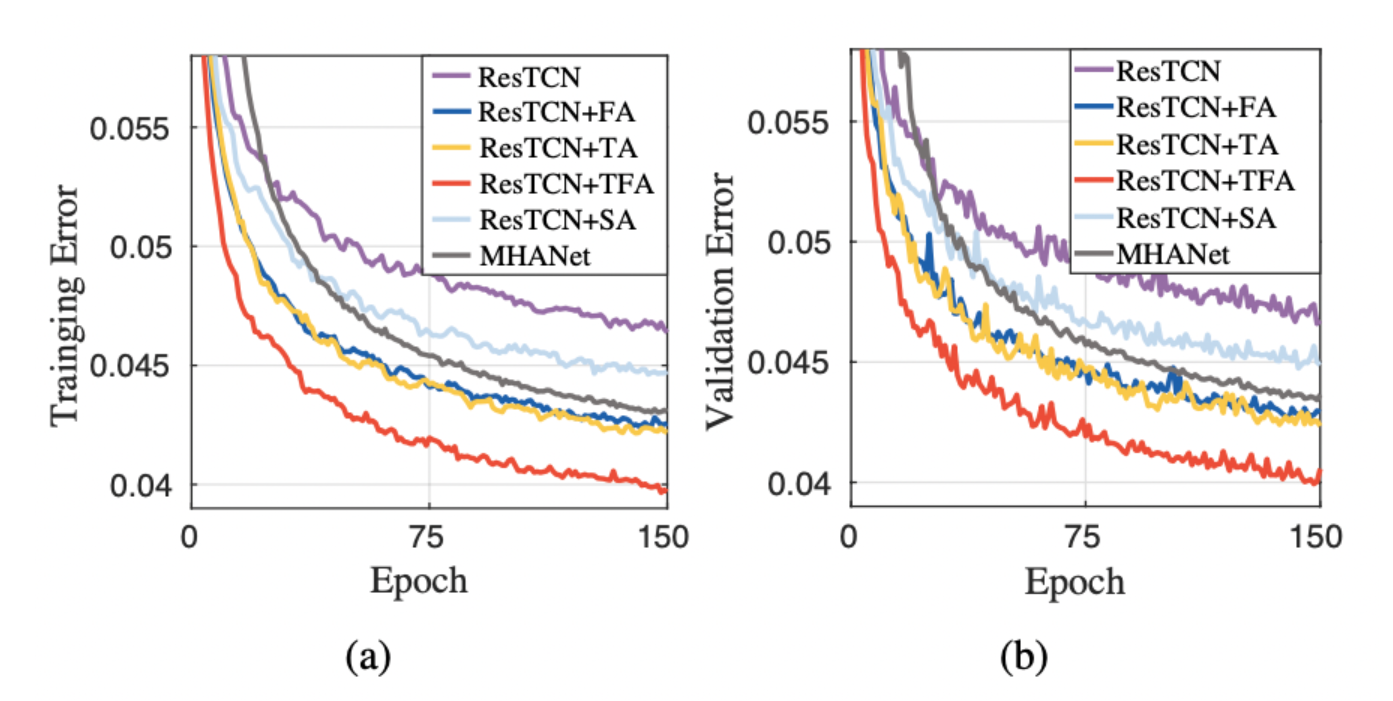 ResTCN
ResTCN+FA
ResTCN+TA
ResTCN+TFA
ResTCN+SA
MHANet
0.055
0.05
0.045
0.04
Trainging Error
0
75
150
Epoch
(a)
ResTCN
ResTCN+FA
ResTCN+TA
ResTCN+TFA
ResTCN+SA
MHANet
0.055
0.05
0.045
0.04
Validation Error
0
75
150
Epoch
(b)